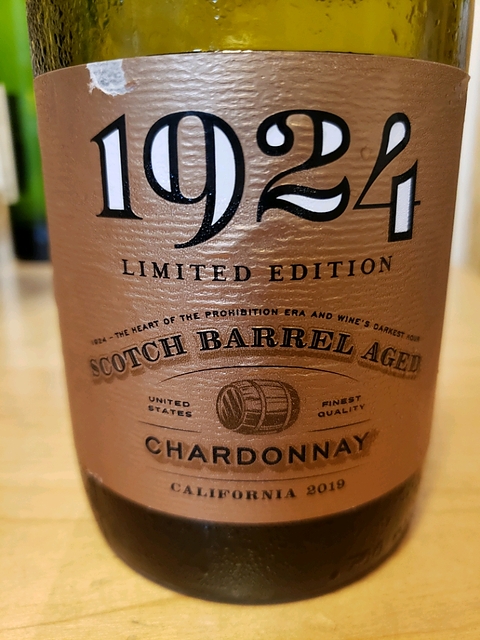 1924
LIMITED EDITION
1924 – THE HEART OF THE PROHIBITION ERA AND WINE'S DARKEST HOUR
SCOTCH BARREL AGED
UNITED STATES
FINEST QUALITY
CHARDONNAY
CALIFORNIA 2019